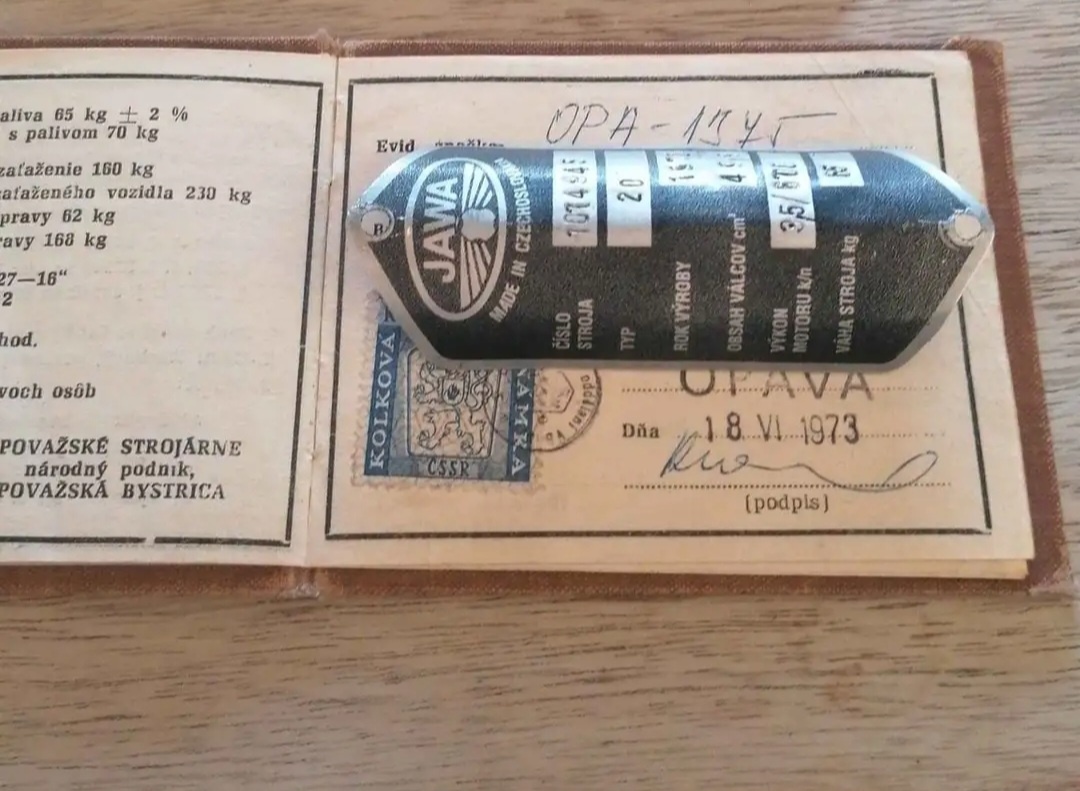 aliva 65 kg ± 2 %
s palivom 70 kg
zaťaženie 160 kg
zaťaženého vozidla 230 kg
pravy 62 kg
ravy 168 kg
27—16"
2
hod.
voch osôb
POVAŽSKÉ STROJÁRNE
národný podnik,
POVAŽSKÁ BYSTRICA
Evid
OPA-1375
JAWA
MADE IN CZECHOSLOVAKIA
ČÍSLO
STROJA
TYP 20
ROK VÝROBY
OBSAH VÁLCOV cm³
VÝKON
MOTORU k/n
VÁHA STROJA kg
KOLKOVÁ
ZNÁMKA
ČSSR
OPAVA
Dňa 18 VI 1973
(podpis)